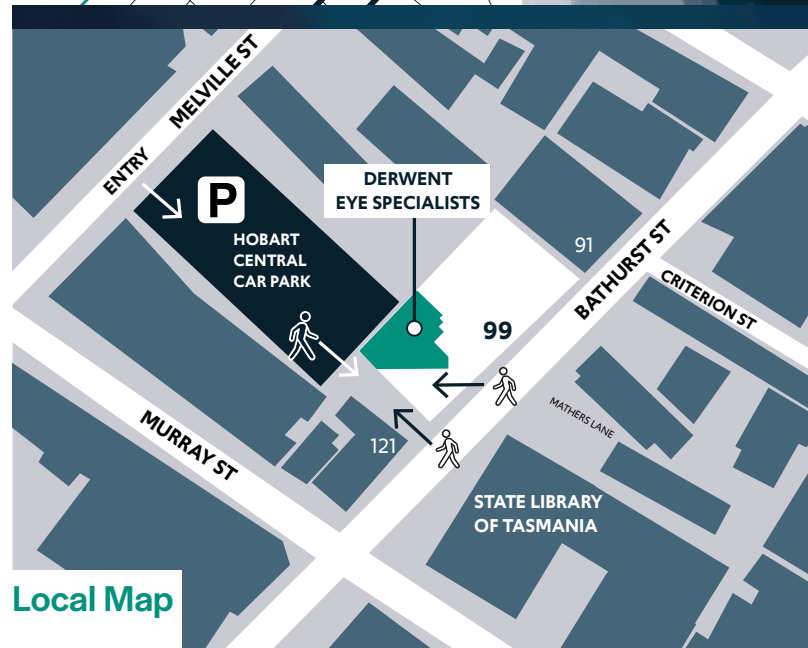 MELVILLE ST
ENTRY
P
HOBART
CENTRAL
CAR PARK
DERWENT
EYE SPECIALISTS
91
99
BATHURST ST
CRITERION ST
MATHERS LANE
MURRAY ST
121
STATE LIBRARY
OF TASMANIA
Local Map